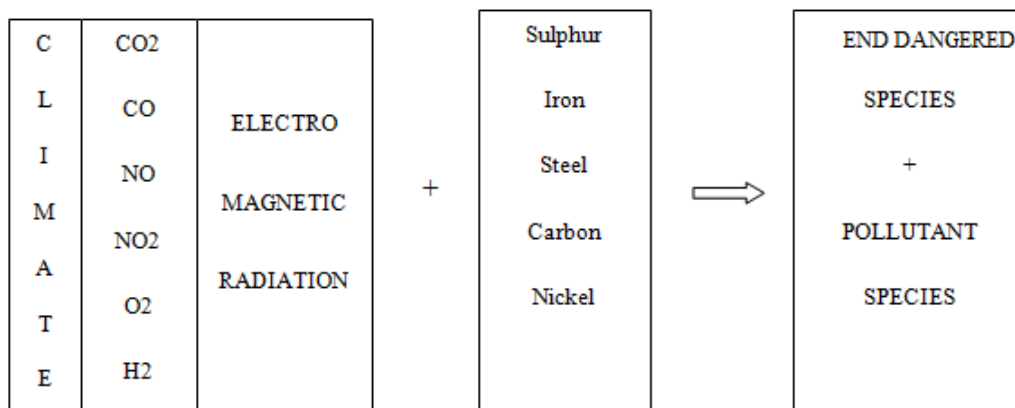 C
L
I
M
A
T
E
CO2
CO
NO
NO2
O2
H2
ELECTRO
MAGNETIC
RADIATION
+
Sulphur
Iron
Steel
Carbon
Nickel
END DANGERED
SPECIES
+
POLLUTANT
SPECIES